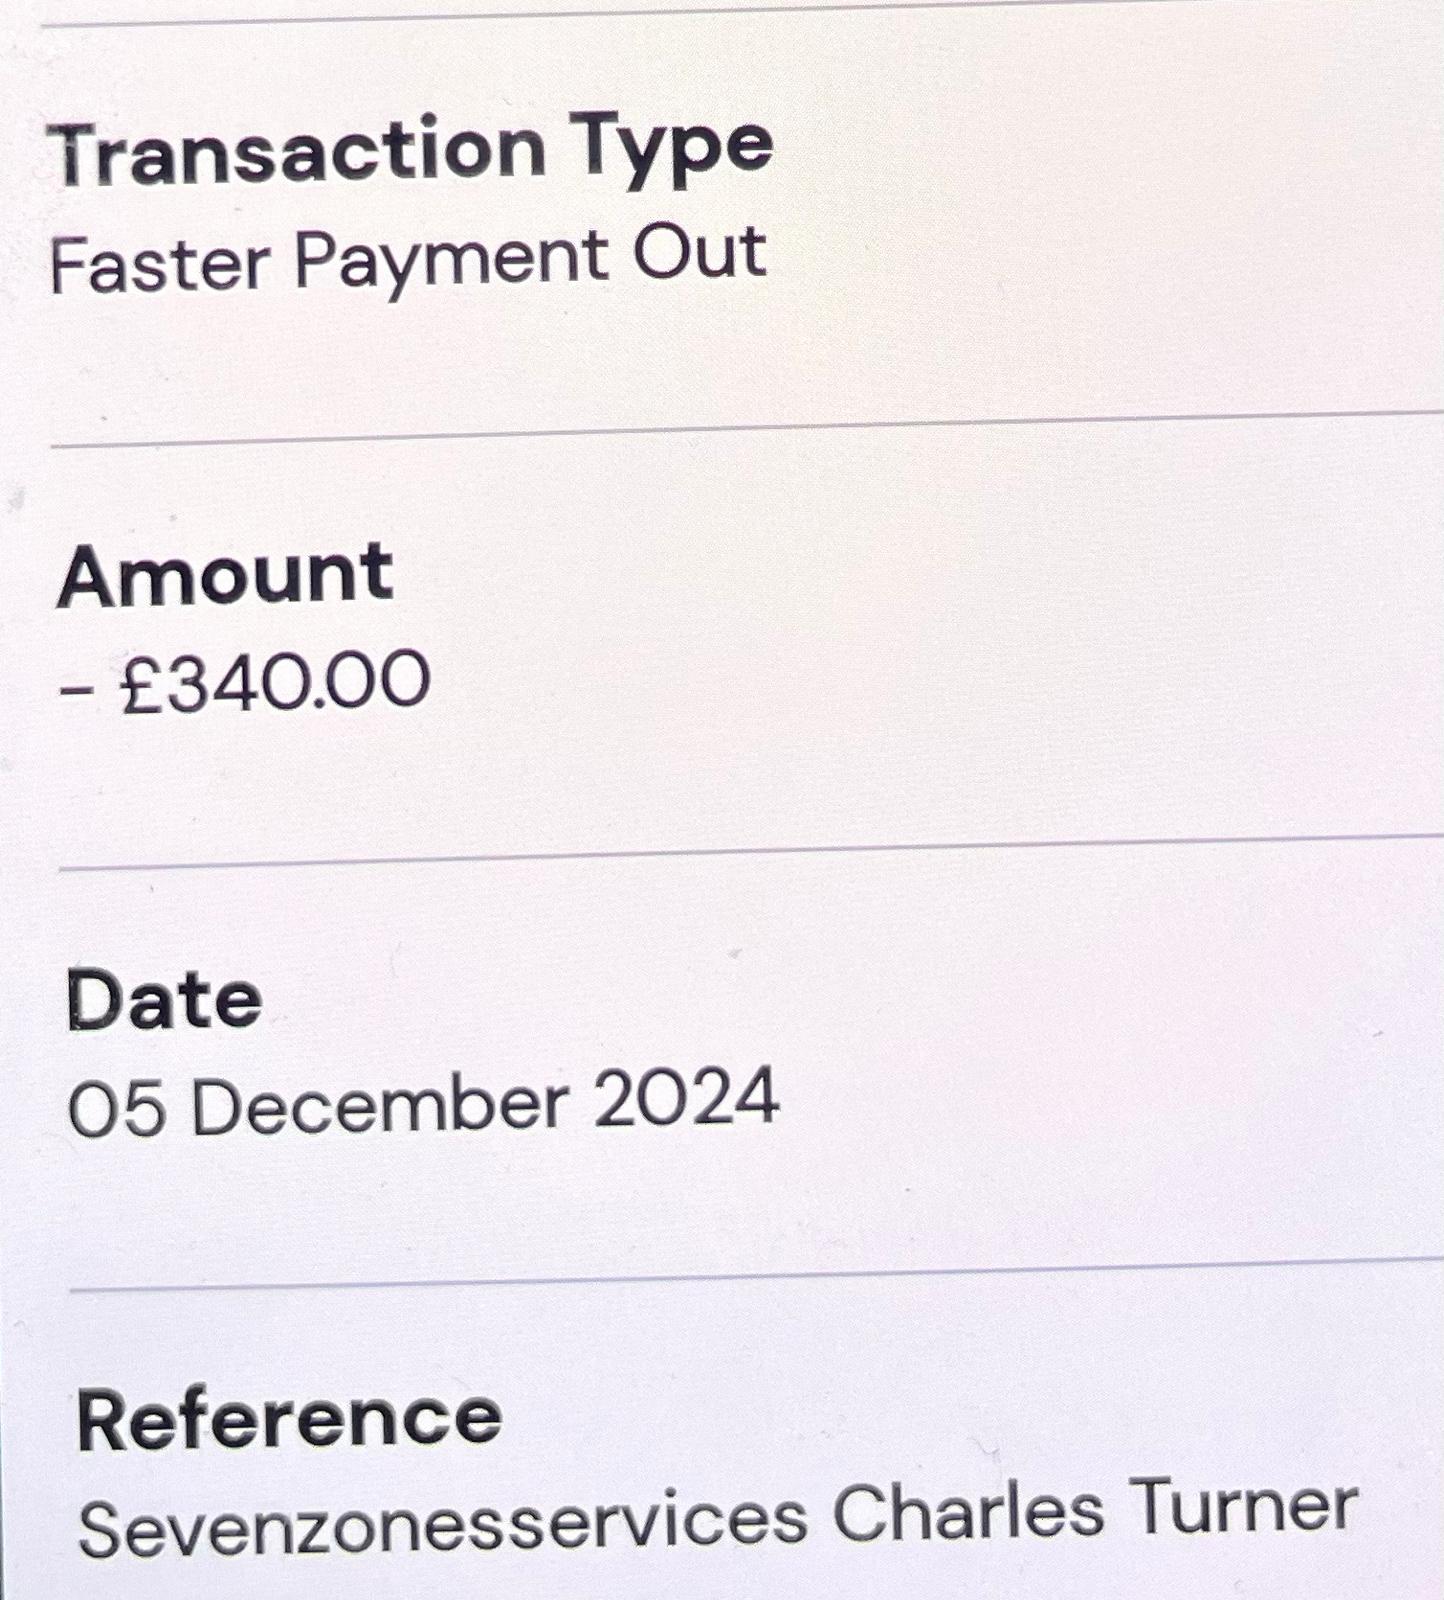 Transaction Type
Faster Payment Out
Amount
- £340.00
Date
05 December 2024
Reference
Sevenzonesservices Charles Turner